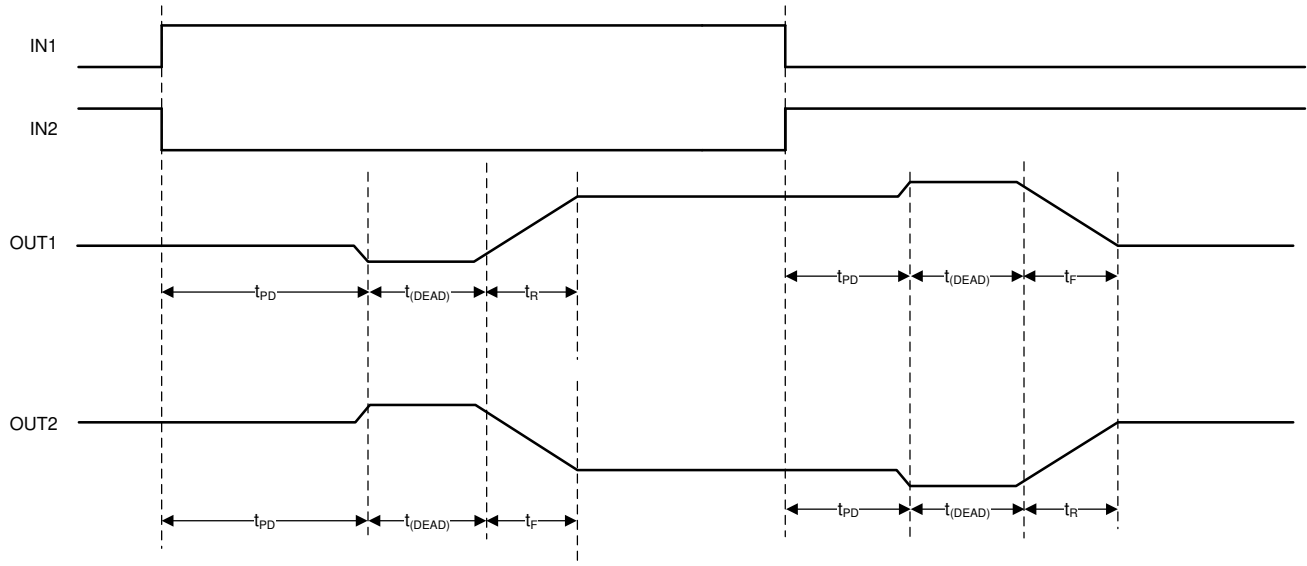 IN1
IN2
OUT1
tPD t(DEAD) tR tPD t(DEAD) tF
OUT2
tPD t(DEAD) tF tPD t(DEAD) tR